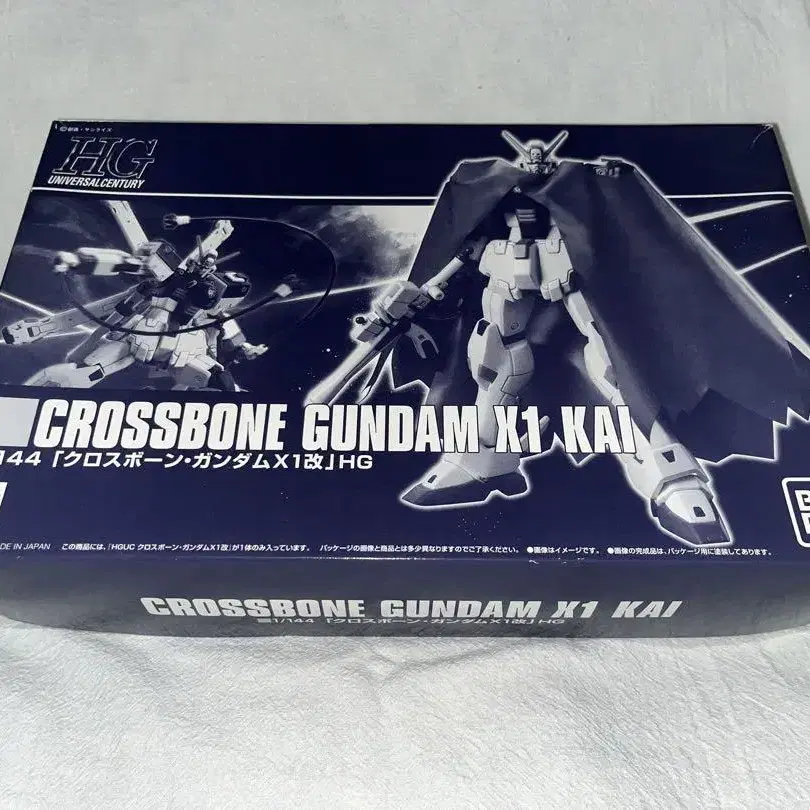 ©創通・サンライズ
HG
UNIVERSAL CENTURY
CROSSBONE GUNDAM X1 KAI
144「クロスボーン・ガンダムX1改」HG
DE IN JAPAN この商品には、「HGUC クロスボーン・ガンダムX1改」が1体のみ入っています。 パッケージの画像と商品とは多少異なりますのでご了承ください。 ●画像はイメージです。 ●画像の完成品は、パッケージ用に塗装してあります。
CROSSBONE GUNDAM X1 KAI
1/144「クロスボーン・ガンダムX1改」HG